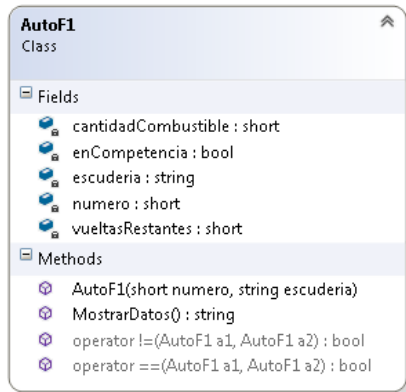 AutoF1
Class
Fields
cantidadCombustible : short
enCompetencia : bool
escuderia : string
numero : short
vueltasRestantes : short
Methods
AutoF1(short numero, string escuderia)
MostrarDatos() : string
operator !=(AutoF1 a1, AutoF1 a2) : bool
operator ==(AutoF1 a1, AutoF1 a2) : bool